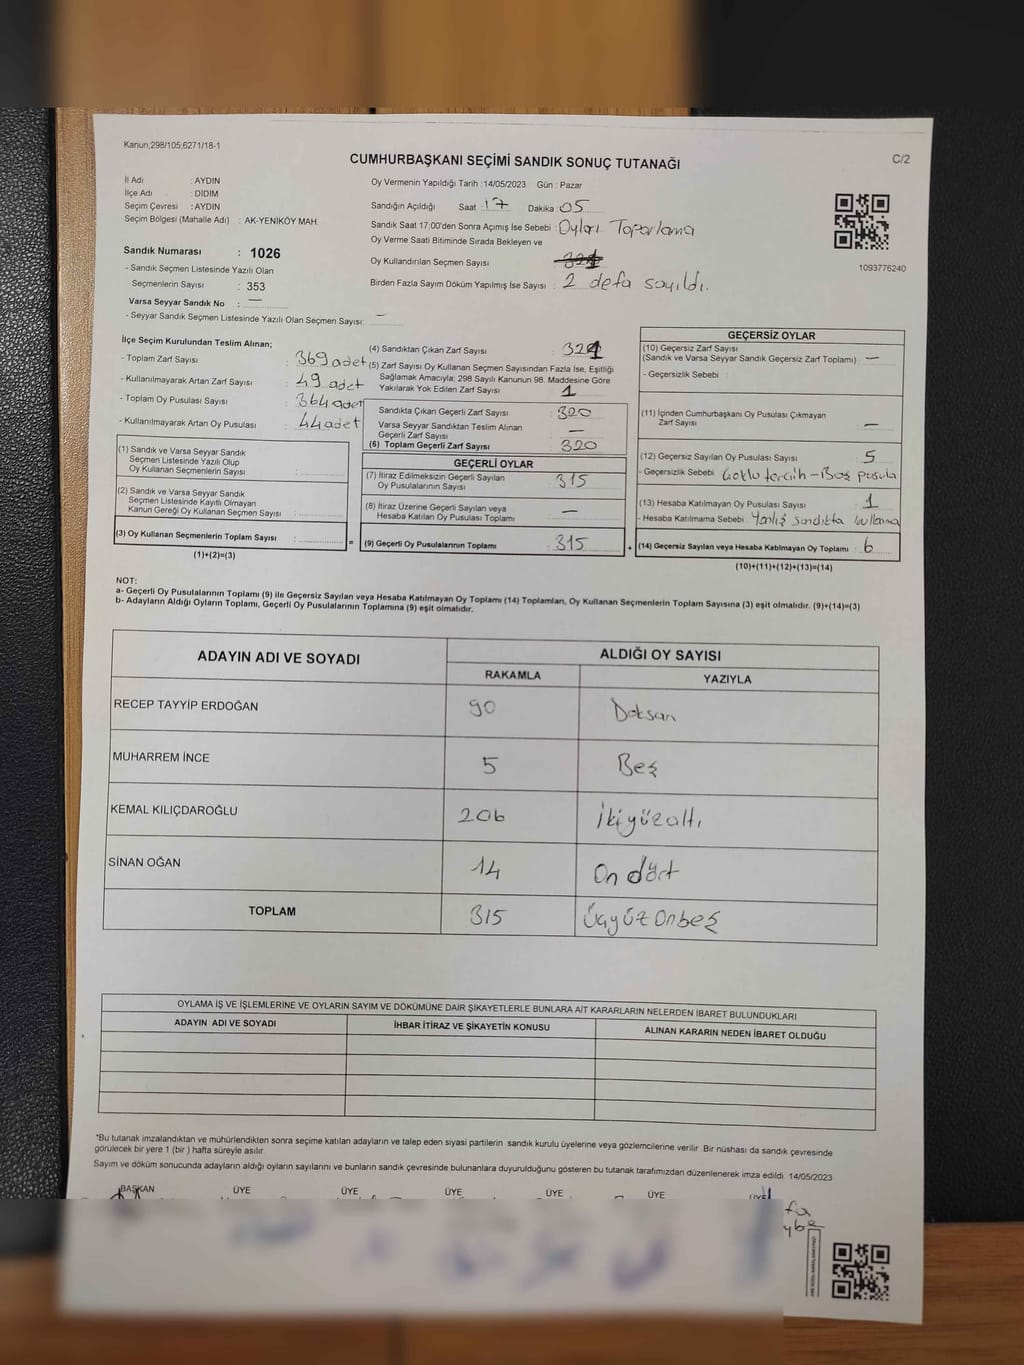 Kanun;298/105;6271/18-1
CUMHURBAŞKANI SEÇİMİ SANDIK SONUÇ TUTANAĞI
C/2
İl Adı : AYDIN
İlçe Adı : DİDİM
Seçim Çevresi : AYDIN
Seçim Bölgesi (Mahalle Adı) : AK-YENİKÖY MAH.
Sandık Numarası : 1026
- Sandık Seçmen Listesinde Yazılı Olan
Seçmenlerin Sayısı : 353
Varsa Seyyar Sandık No : —
- Seyyar Sandık Seçmen Listesinde Yazılı Olan Seçmen Sayısı: —
Oy Vermenin Yapıldığı Tarih :14/05/2023 Gün : Pazar
Sandığın Açıldığı Saat : 17 Dakika : 05
Sandık Saat 17:00'den Sonra Açımış İse Sebebi : Oyları Toparlama
Oy Verme Saati Bitiminde Sırada Bekleyen ve
Oy Kullandırılan Seçmen Sayısı
Birden Fazla Sayım Döküm Yapılmış İse Sayısı : 2 defa sayıldı.
1093776240
İlçe Seçim Kurulundan Teslim Alınan;
- Toplam Zarf Sayısı : 369 adet
- Kullanılmayarak Artan Zarf Sayısı : 49 adet
- Toplam Oy Pusulası Sayısı : 364 adet
- Kullanılmayarak Artan Oy Pusulası : 44 adet
(1) Sandık ve Varsa Seyyar Sandık
Seçmen Listesinde Yazılı Olup
Oy Kullanan Seçmenlerin Sayısı :
(2) Sandık ve Varsa Seyyar Sandık
Seçmen Listesinde Kayıtlı Olmayan
Kanun Gereği Oy Kullanan Seçmen Sayısı :
(3) Oy Kullanan Seçmenlerin Toplam Sayısı :
(1)+(2)=(3)
=
(4) Sandıktan Çıkan Zarf Sayısı : 321
(5) Zarf Sayısı Oy Kullanan Seçmen Sayısından Fazla İse, Eşitliği
Sağlamak Amacıyla; 298 Sayılı Kanunun 98. Maddesine Göre
Yakılarak Yok Edilen Zarf Sayısı : 1
Sandıkta Çıkan Geçerli Zarf Sayısı : 320
Varsa Seyyar Sandıktan Teslim Alınan
Geçerli Zarf Sayısı : —
(6) Toplam Geçerli Zarf Sayısı : 320
GEÇERLİ OYLAR
(7) İtiraz Edilmeksizin Geçerli Sayılan
Oy Pusulalarının Sayısı : 315
(8) İtiraz Üzerine Geçerli Sayılan veya
Hesaba Katılan Oy Pusulası Toplamı : —
(9) Geçerli Oy Pusulalarının Toplamı : 315
+
GEÇERSİZ OYLAR
(10) Geçersiz Zarf Sayısı
(Sandık ve Varsa Seyyar Sandık Geçersiz Zarf Toplamı) : —
- Geçersizlik Sebebi :
(11) İçinden Cumhurbaşkanı Oy Pusulası Çıkmayan
Zarf Sayısı : —
(12) Geçersiz Sayılan Oy Pusulası Sayısı : 5
- Geçersizlik Sebebi : Çoklu tercih - Boş pusula
(13) Hesaba Katılmayan Oy Pusulası Sayısı : 1
- Hesaba Katılmama Sebebi : Yanlış sandıkta kullama
(14) Geçersiz Sayılan veya Hesaba Katılmayan Oy Toplamı : 6
(10)+(11)+(12)+(13)=(14)
NOT:
a- Geçerli Oy Pusulalarının Toplamı (9) ile Geçersiz Sayılan veya Hesaba Katılmayan Oy Toplamı (14) Toplamları, Oy Kullanan Seçmenlerin Toplam Sayısına (3) eşit olmalıdır. (9)+(14)=(3)
b- Adayların Aldığı Oyların Toplamı, Geçerli Oy Pusulalarının Toplamına (9) eşit olmalıdır.
ADAYIN ADI VE SOYADI
ALDIĞI OY SAYISI
RAKAMLA YAZIYLA
RECEP TAYYİP ERDOĞAN 90 Doksan
MUHARREM İNCE 5 Beş
KEMAL KILIÇDAROĞLU 206 İkiyüzaltı
SİNAN OĞAN 14 On dört
TOPLAM 315 Üçyüz Onbeş
OYLAMA İŞ VE İŞLEMLERİNE VE OYLARIN SAYIM VE DÖKÜMÜNE DAİR ŞİKAYETLERLE BUNLARA AİT KARARLARIN NELERDEN İBARET BULUNDUKLARI
ADAYIN ADI VE SOYADI İHBAR İTİRAZ VE ŞİKAYETİN KONUSU ALINAN KARARIN NEDEN İBARET OLDUĞU
*Bu tutanak imzalandıktan ve mühürlendikten sonra seçime katılan adayların ve talep eden siyasi partilerin sandık kurulu üyelerine veya gözlemcilerine verilir. Bir nüshası da sandık çevresinde
görülecek bir yere 1 (bir ) hafta süreyle asılır.
Sayım ve döküm sonucunda adayların aldığı oyların sayılarını ve bunların sandık çevresinde bulunanlara duyurulduğunu gösteren bu tutanak tarafımızdan düzenlenerek imza edildi. 14/05/2023
BAŞKAN ÜYE ÜYE ÜYE ÜYE ÜYE